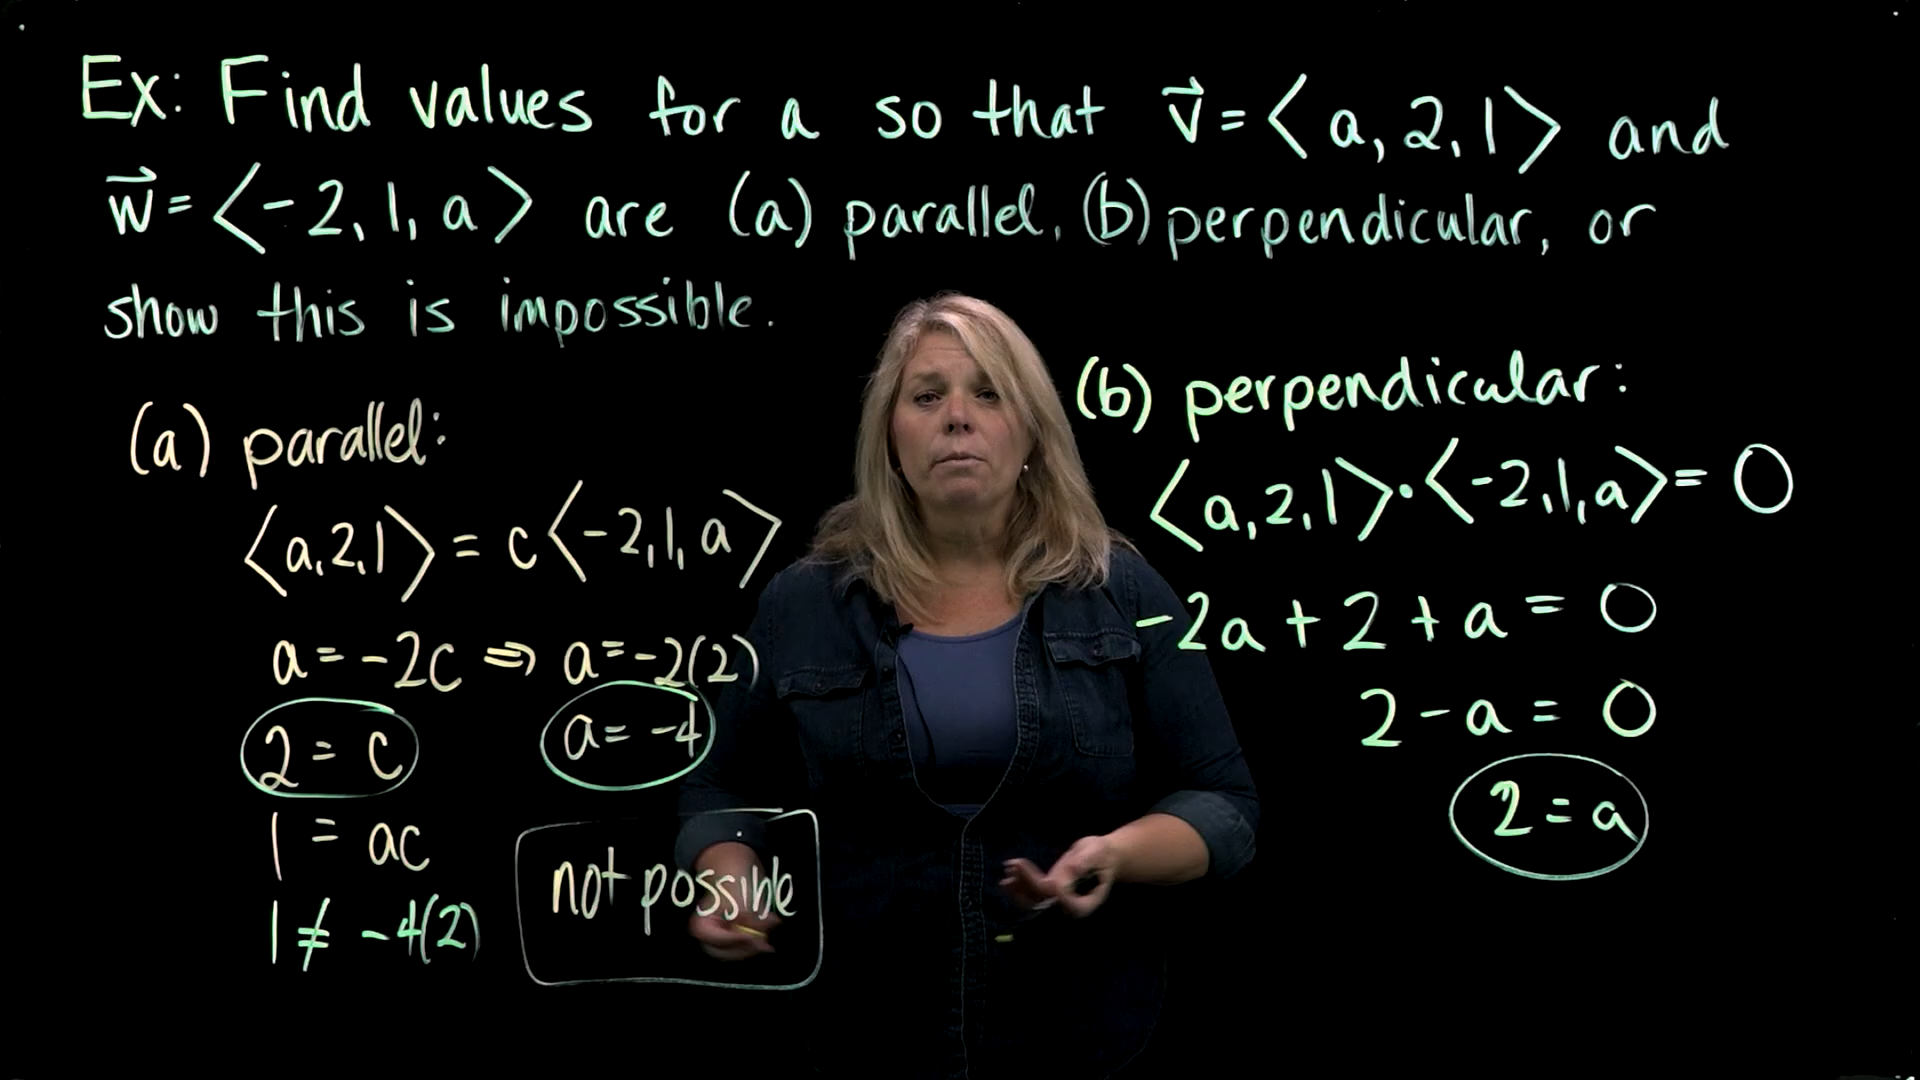 Ex: Find values for a so that v⃗ = ⟨a, 2, 1⟩ and
w⃗ = ⟨-2, 1, a⟩ are (a) parallel, (b) perpendicular, or
show this is impossible.
(a) parallel:
⟨a, 2, 1⟩ = c⟨-2, 1, a⟩
a = -2c ⇒ a = -2(2)
2 = c a = -4
1 = ac
1 ≠ -4(2)
not possible
(b) perpendicular:
⟨a, 2, 1⟩ · ⟨-2, 1, a⟩ = 0
-2a + 2 + a = 0
2 - a = 0
2 = a